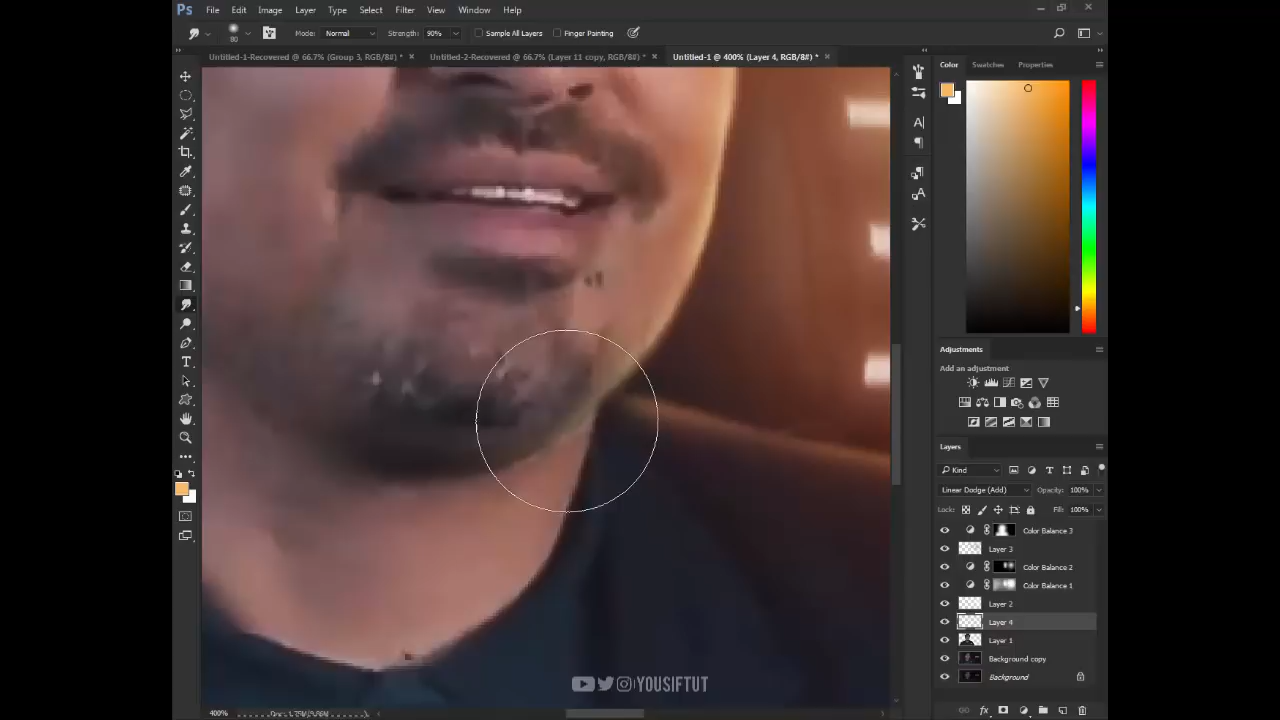 Ps File Edit Image Layer Type Select Filter View Window Help
80 Mode: Normal Strength: 90% Sample All Layers Finger Painting
Untitled-1-Recovered @ 66.7% (Group 3, RGB/8#) * × Untitled-2-Recovered @ 66.7% (Layer 11 copy, RGB/8#) * × Untitled-1 @ 400% (Layer 4, RGB/8#) * ×
Color Swatches Properties
Adjustments
Add an adjustment
Layers
Kind
Linear Dodge (Add) Opacity: 100%
Lock: Fill: 100%
Color Balance 3
Layer 3
Color Balance 2
Color Balance 1
Layer 2
Layer 4
Layer 1
Background copy
Background
YOUSIFTUT
400%